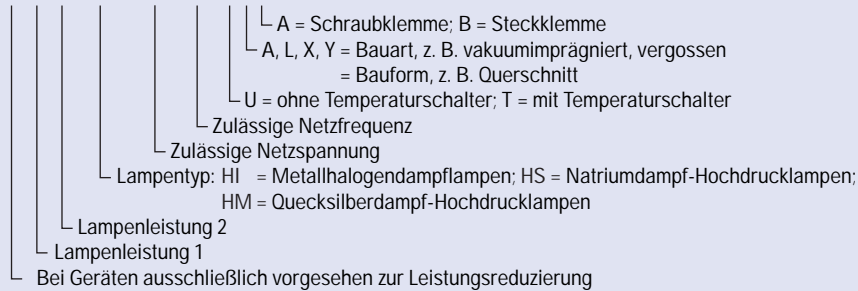 A = Schraubklemme; B = Steckklemme
A, L, X, Y = Bauart, z. B. vakuumimprägniert, vergossen
= Bauform, z. B. Querschnitt
U = ohne Temperaturschalter; T = mit Temperaturschalter
Zulässige Netzfrequenz
Zulässige Netzspannung
Lampentyp: HI = Metallhalogendampflampen; HS = Natriumdampf-Hochdrucklampen;
HM = Quecksilberdampf-Hochdrucklampen
Lampenleistung 2
Lampenleistung 1
Bei Geräten ausschließlich vorgesehen zur Leistungsreduzierung